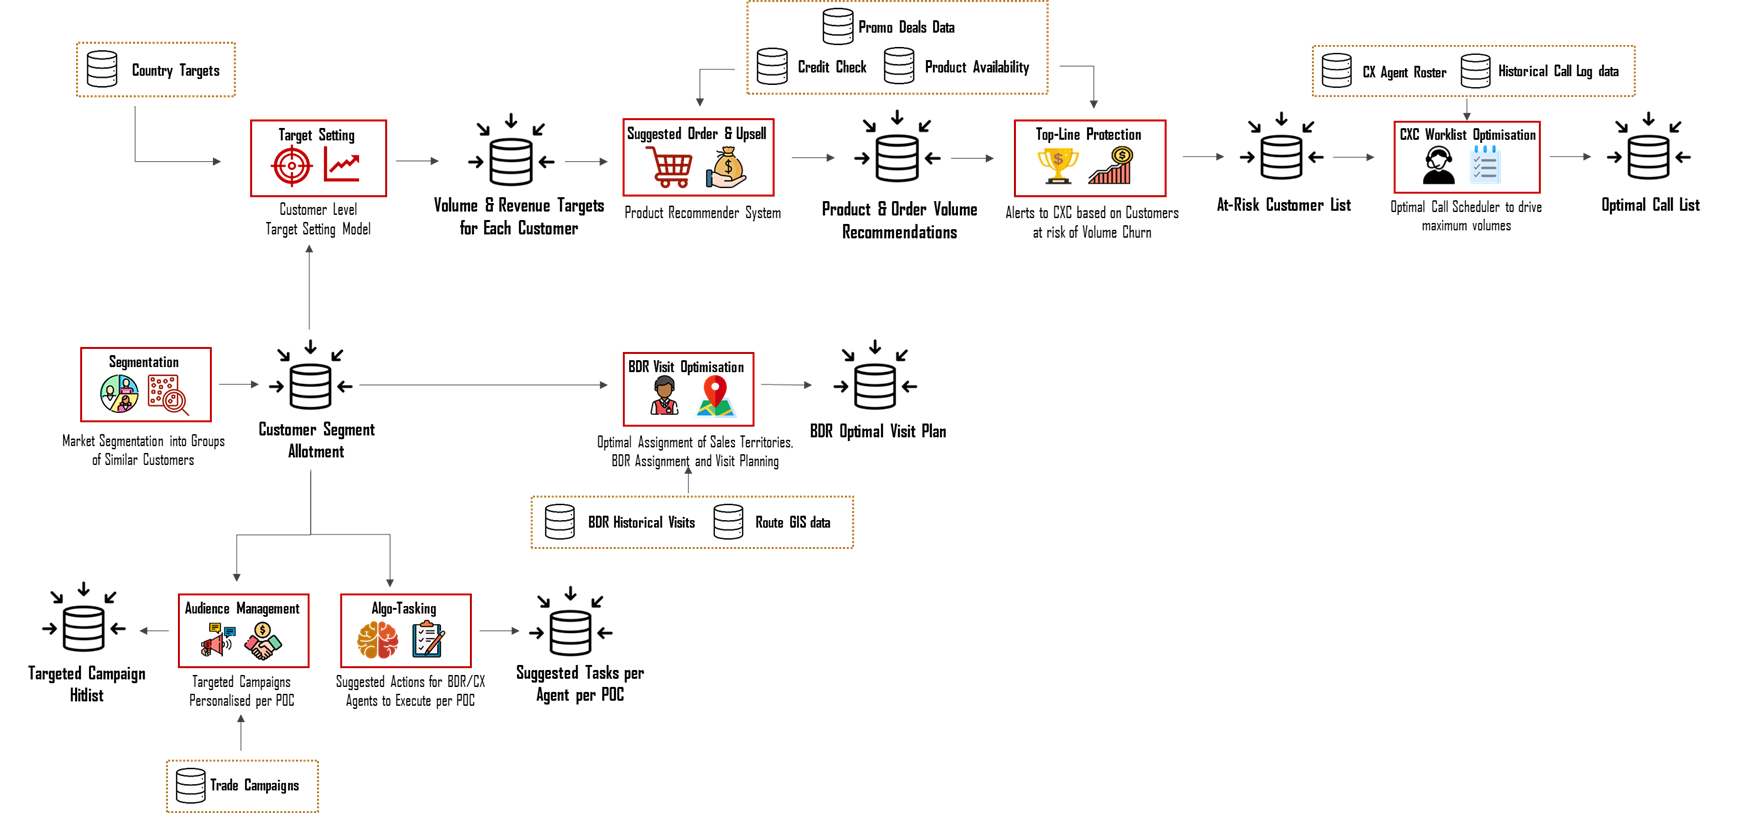 Promo Deals Data
Credit Check
Product Availability
Country Targets
CX Agent Roster
Historical Call Log data
Target Setting
Customer Level
Target Setting Model
Volume & Revenue Targets
for Each Customer
Suggested Order & Upsell
Product Recommender System
Product & Order Volume
Recommendations
Top-Line Protection
Alerts to CXC based on Customers
at risk of Volume Churn
At-Risk Customer List
CXC Worklist Optimisation
Optimal Call Scheduler to drive
maximum volumes
Optimal Call List
Segmentation
Market Segmentation into Groups
of Similar Customers
Customer Segment
Allotment
BDR Visit Optimisation
Optimal Assignment of Sales Territories,
BDR Assignment and Visit Planning
BDR Optimal Visit Plan
BDR Historical Visits
Route GIS data
Targeted Campaign
Hitlist
Audience Management
Targeted Campaigns
Personalised per POC
Algo-Tasking
Suggested Actions for BDR/CX
Agents to Execute per POC
Suggested Tasks per
Agent per POC
Trade Campaigns